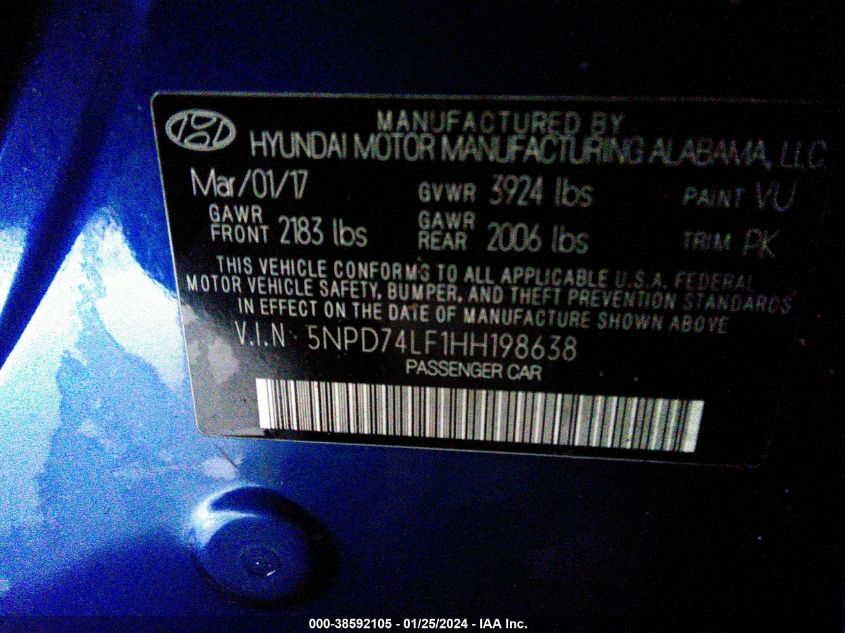 MANUFACTURED BY
HYUNDAI MOTOR MANUFACTURING ALABAMA, LLC
Mar/01/17 GVWR 3924 lbs PAINT VU
GAWR FRONT 2183 lbs GAWR REAR 2006 lbs TRIM PK
THIS VEHICLE CONFORMS TO ALL APPLICABLE U.S.A. FEDERAL
MOTOR VEHICLE SAFETY, BUMPER, AND THEFT PREVENTION STANDARDS
IN EFFECT ON THE DATE OF MANUFACTURE SHOWN ABOVE
V.I.N : 5NPD74LF1HH198638
PASSENGER CAR
000-38592105 - 01/25/2024 - IAA Inc.